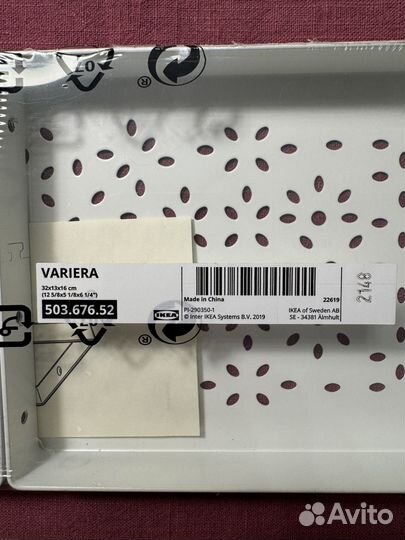 07
®
VARIERA
32x13x16 cm
(12 5/8x5 1/8x6 1/4")
503.676.52
IKEA
Made in China
22619
PI-290350-1
© Inter IKEA Systems B.V. 2019
IKEA of Sweden AB
SE - 34381 Älmhult
2148
Avito